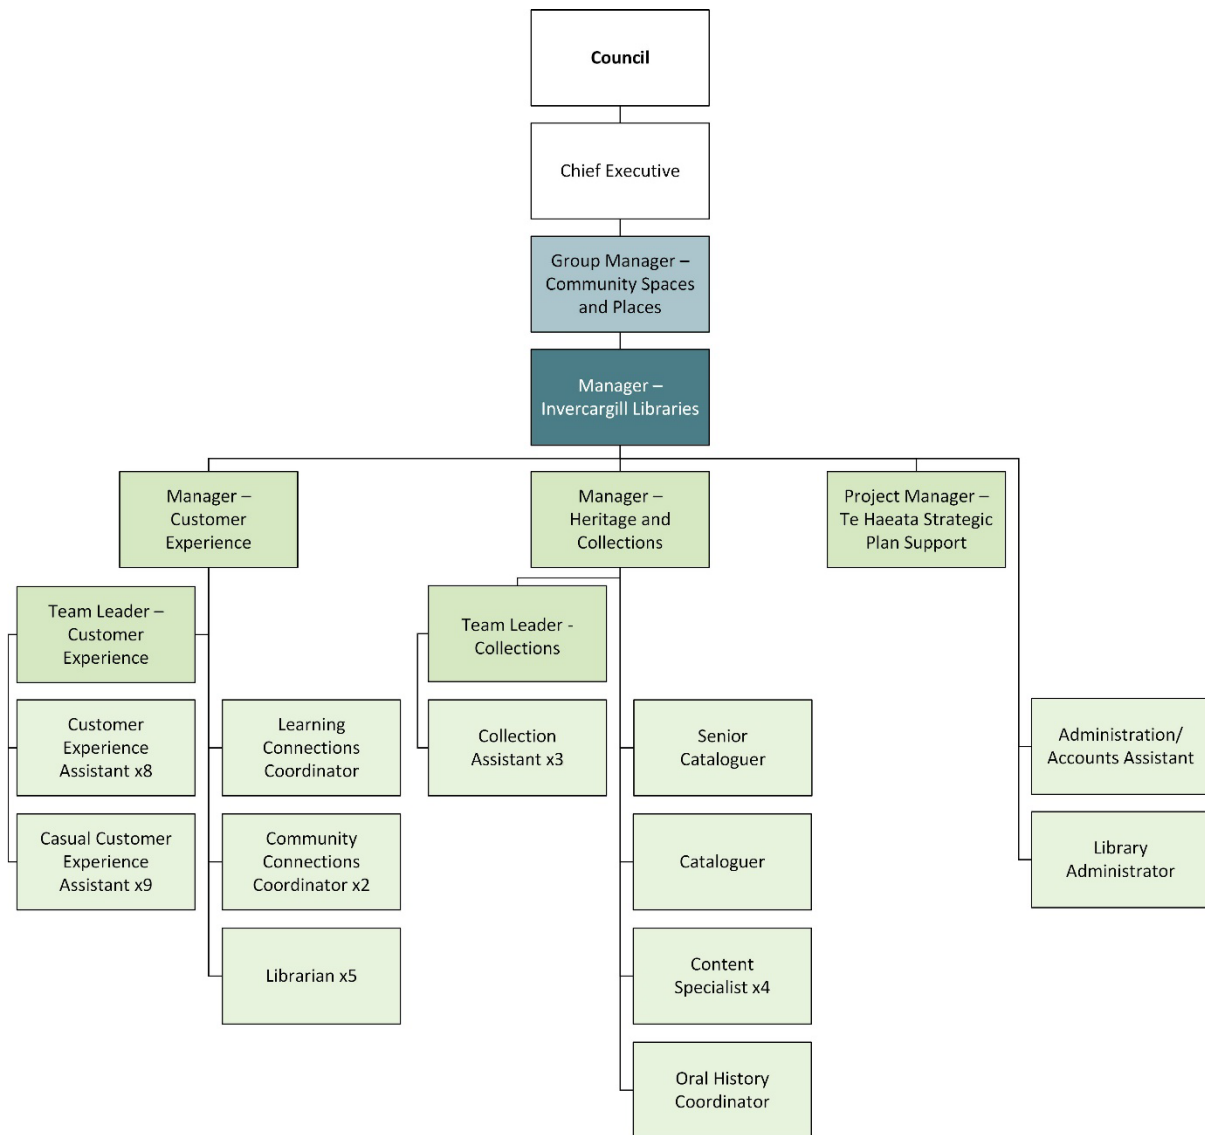 Council
Chief Executive
Group Manager –
Community Spaces
and Places
Manager –
Invercargill Libraries
Manager –
Customer
Experience
Manager –
Heritage and
Collections
Project Manager –
Te Haeata Strategic
Plan Support
Team Leader –
Customer
Experience
Team Leader -
Collections
Customer
Experience
Assistant x8
Learning
Connections
Coordinator
Collection
Assistant x3
Senior
Cataloguer
Administration/
Accounts Assistant
Casual Customer
Experience
Assistant x9
Community
Connections
Coordinator x2
Cataloguer
Library
Administrator
Librarian x5
Content
Specialist x4
Oral History
Coordinator